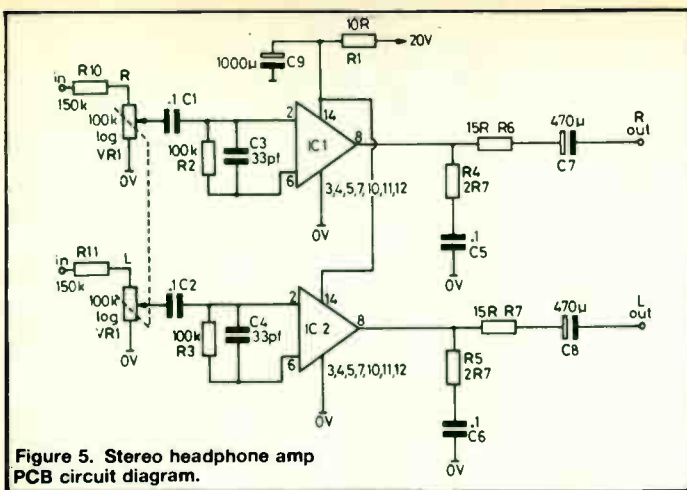 10R
20V
1000µ
C9
R1
in
R10
R
150k
100k
log
VR1
0V
.1 C1
100k
R2
C3
33pf
2
14
IC1
8
6
3,4,5,7,10,11,12
0V
15R R6
470µ
C7
R
out
R4
2R7
.1
C5
0V
in
R11
L
150k
100k
log
VR1
0V
.1 C2
100k
R3
C4
33pf
2
14
IC 2
8
6
3,4,5,7,10,11,12
0V
15R R7
470µ
C8
L
out
R5
2R7
.1
C6
0V
Figure 5. Stereo headphone amp
PCB circuit diagram.